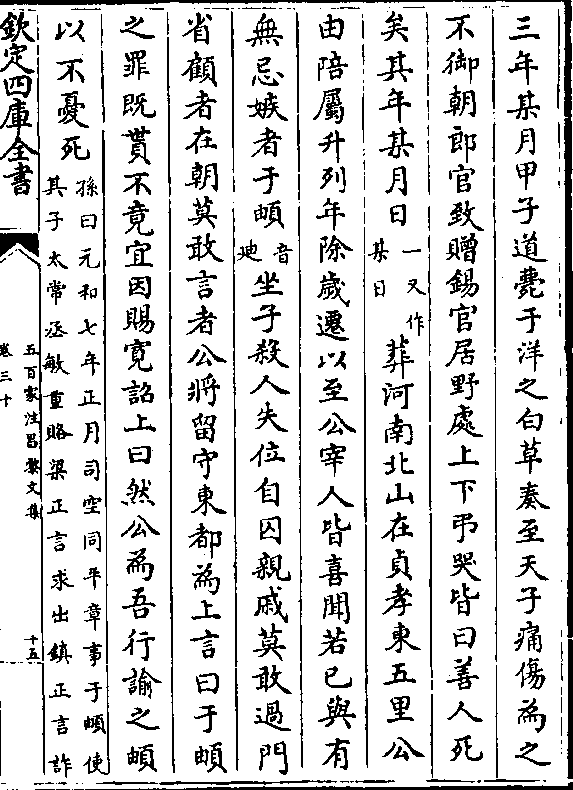 三年某月甲子道薨于洋之白草奏至天子痛傷為之
不御朝郎官致贈錫官居野處上下弔哭皆曰善人死
矣其年某月日一又作某日葬河南北山在貞孝東五里公
由陪屬升列年除歲遷以至公宰人皆喜聞若已與有
無忌嫉者于頔音廸坐子殺人失位自囚親戚莫敢過門
省顧者在朝莫敢言者公將留守東都為上言曰于頔
之罪既貰不竟宜因賜寛詔上曰然公為吾行諭之頔
以不憂死孫曰元和七年正月司空同平章事于頔使
其子太常丞敏重賂梁正言求出鎮正言詐
欽定四庫全書
五百家注昌黎文集
卷三十
十五